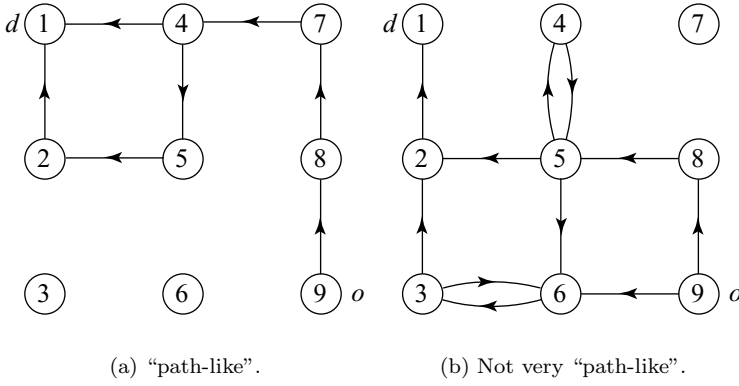 d 1 4 7 d 1 4 7
2 5 8 2 5 8
3 6 9 o 3 6 9 o
(a) “path-like”. (b) Not very “path-like”.